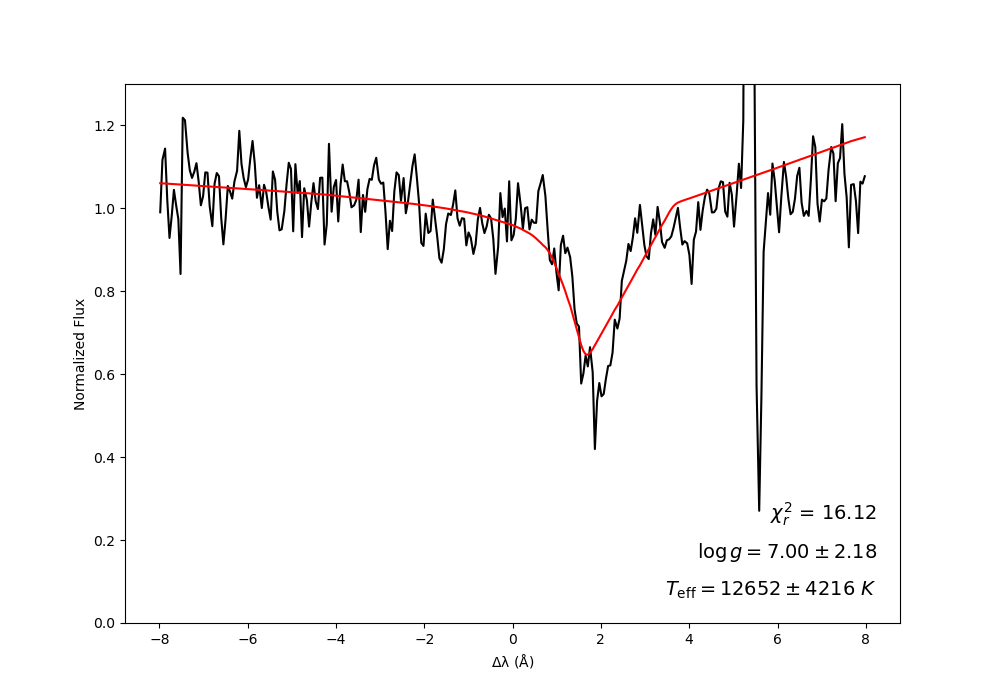 1.2
1.0
0.8
0.6
0.4
0.2
0.0
Normalized Flux
χ²ᵣ = 16.12
log g = 7.00 ± 2.18
T_eff = 12652 ± 4216 K
−8 −6 −4 −2 0 2 4 6 8
Δλ (Å)